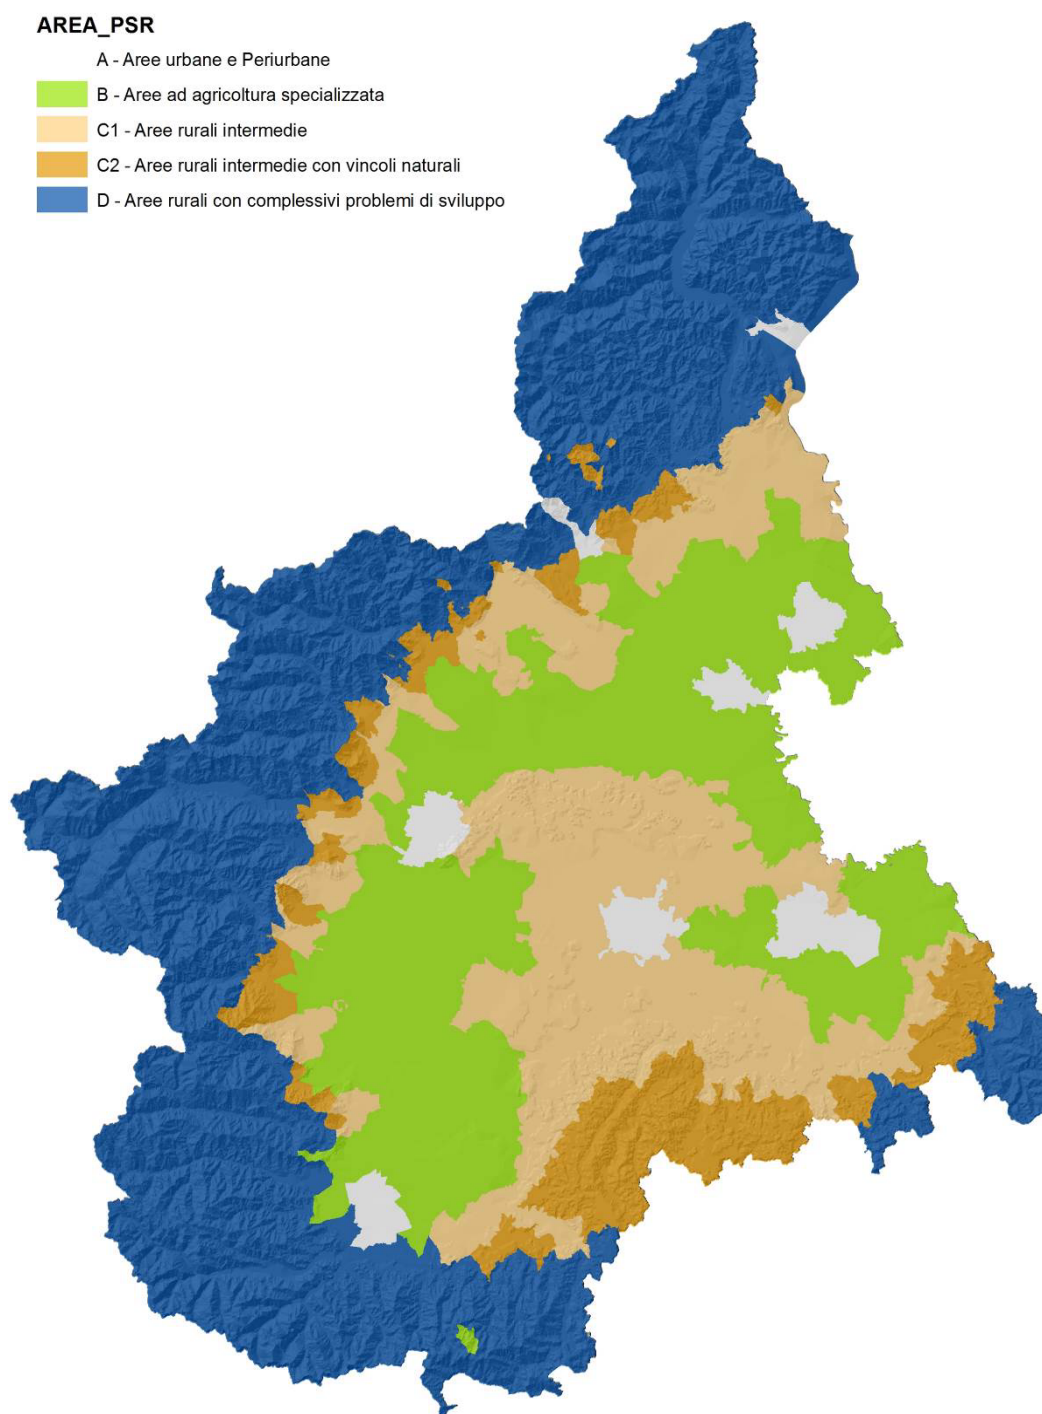 AREA_PSR
A - Aree urbane e Periurbane
B - Aree ad agricoltura specializzata
C1 - Aree rurali intermedie
C2 - Aree rurali intermedie con vincoli naturali
D - Aree rurali con complessivi problemi di sviluppo